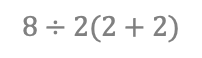 8 ÷ 2(2 + 2)